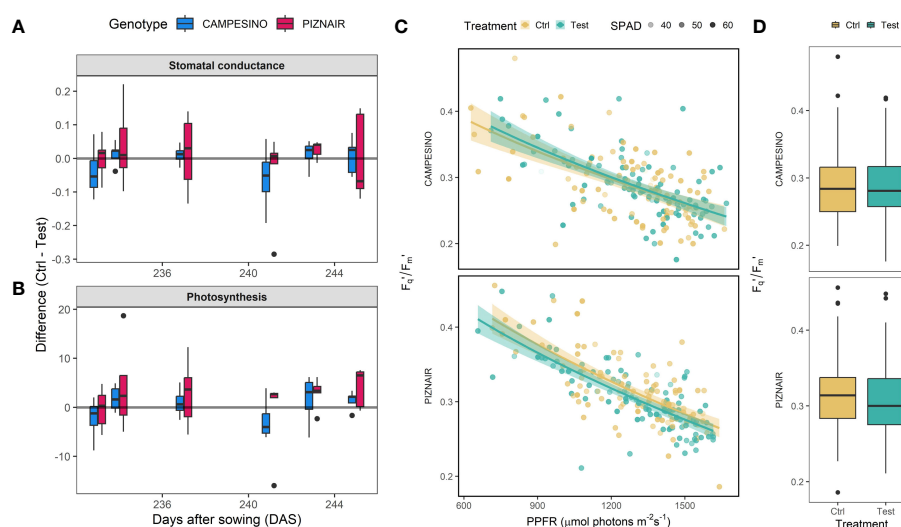 A
Genotype CAMPESINO PIZNAIR
Stomatal conductance
0.2
0.1
0.0
-0.1
-0.2
-0.3
236 240 244
B
Photosynthesis
20
10
0
-10
236 240 244
Difference (Ctrl - Test)
Days after sowing (DAS)
C
Treatment Ctrl Test SPAD 40 50 60
CAMPESINO
0.4
0.3
0.2
PIZNAIR
0.4
0.3
0.2
Fq'/Fm'
600 900 1200 1500
PPFR (μmol photons m⁻²s⁻¹)
D
Ctrl Test
CAMPESINO
0.4
0.3
0.2
PIZNAIR
0.4
0.3
0.2
Fq'/Fm'
Ctrl Test
Treatment